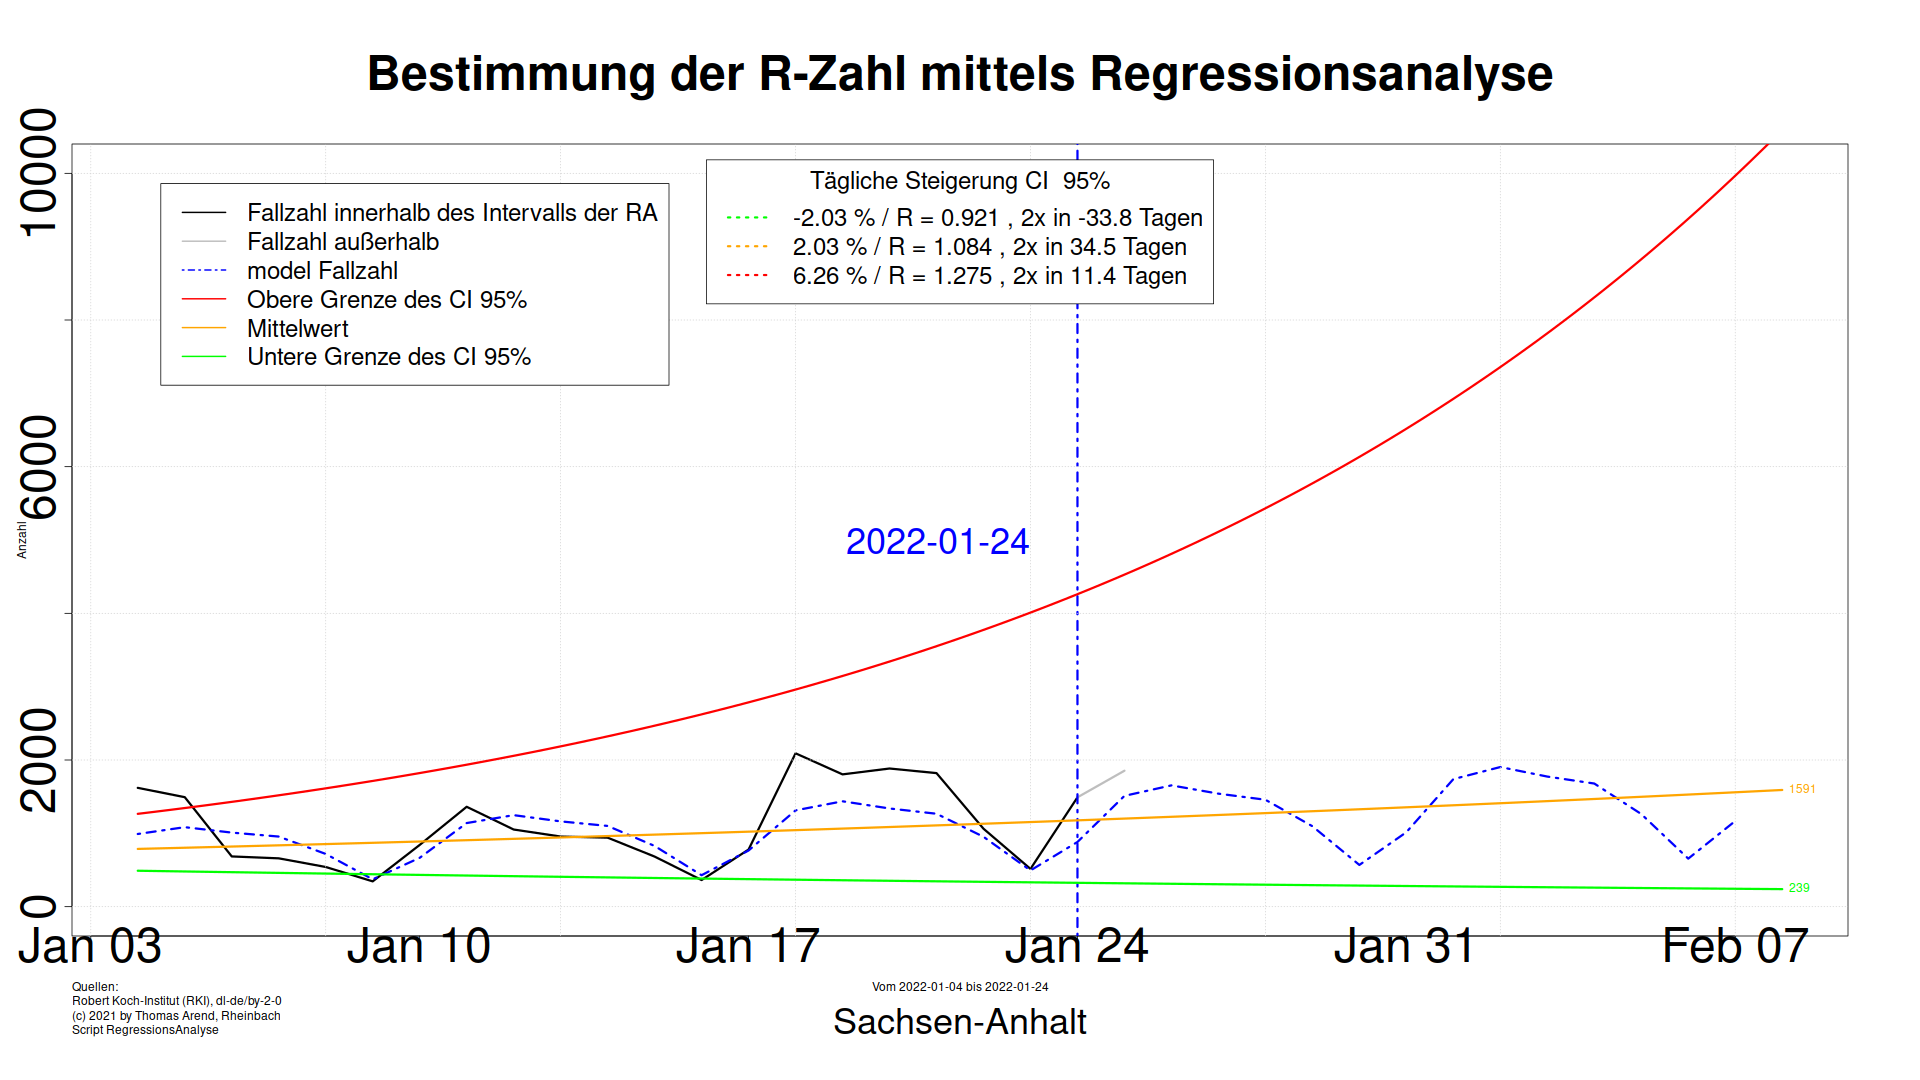 Bestimmung der R-Zahl mittels Regressionsanalyse
10000
6000
2000
0
Anzahl
Fallzahl innerhalb des Intervalls der RA
Fallzahl außerhalb
model Fallzahl
Obere Grenze des CI 95%
Mittelwert
Untere Grenze des CI 95%
Tägliche Steigerung CI 95%
-2.03 % / R = 0.921 , 2x in -33.8 Tagen
2.03 % / R = 1.084 , 2x in 34.5 Tagen
6.26 % / R = 1.275 , 2x in 11.4 Tagen
2022-01-24
1591
239
Jan 03
Jan 10
Jan 17
Jan 24
Jan 31
Feb 07
Quellen:
Robert Koch-Institut (RKI), dl-de/by-2-0
(c) 2021 by Thomas Arend, Rheinbach
Script RegressionsAnalyse
Vom 2022-01-04 bis 2022-01-24
Sachsen-Anhalt